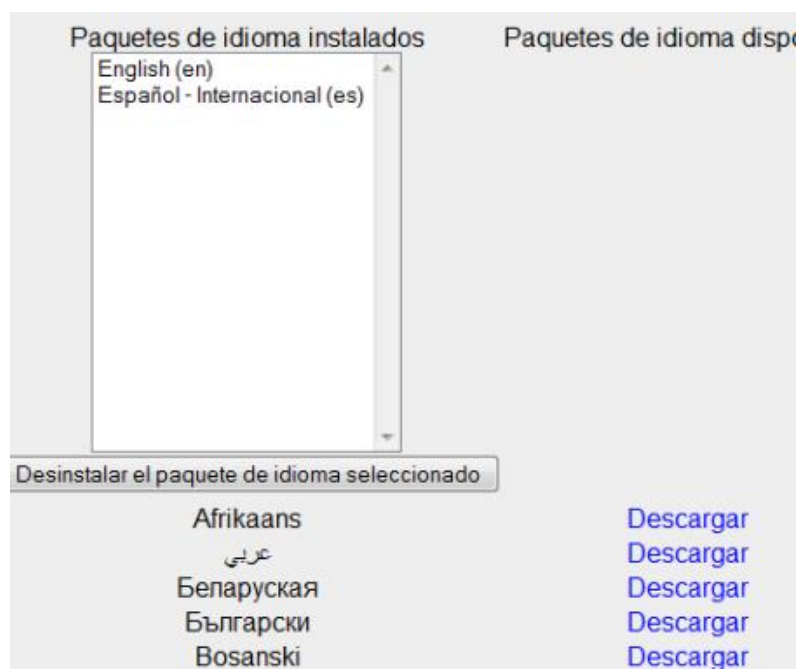 Paquetes de idioma instalados Paquetes de idioma dispo
English (en)
Español - Internacional (es)
Desinstalar el paquete de idioma seleccionado
Afrikaans Descargar
عربي Descargar
Беларуская Descargar
Български Descargar
Bosanski Descargar